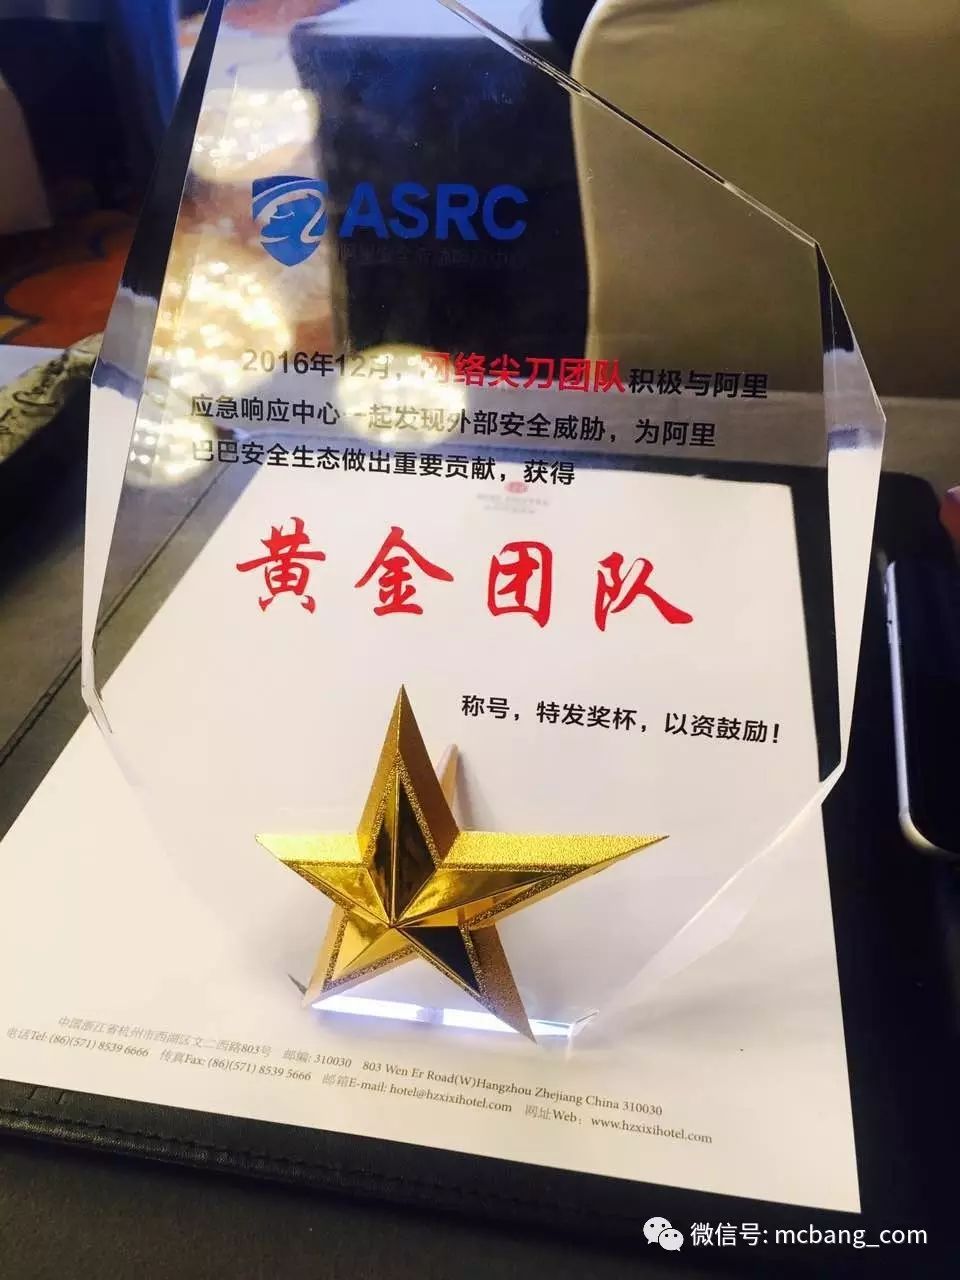 ASRC
2016年12月，网络尖刀团队积极与阿里
应急响应中心一起发现外部安全威胁，为阿里
巴巴安全生态做出重要贡献，获得
黄金团队
称号，特发奖杯，以资鼓励！
中国浙江省杭州市西湖区文二西路803号 邮编: 310030 803 Wen Er Road(W)Hangzhou Zhejiang China 310030
电话Tel: (86)(571) 8539 6666 传真Fax: (86)(571) 8539 5666 邮箱E-mail: hotel@hzxixihotel.com 网址Web: www.hzxixihotel.com
微信号: mcbang_com